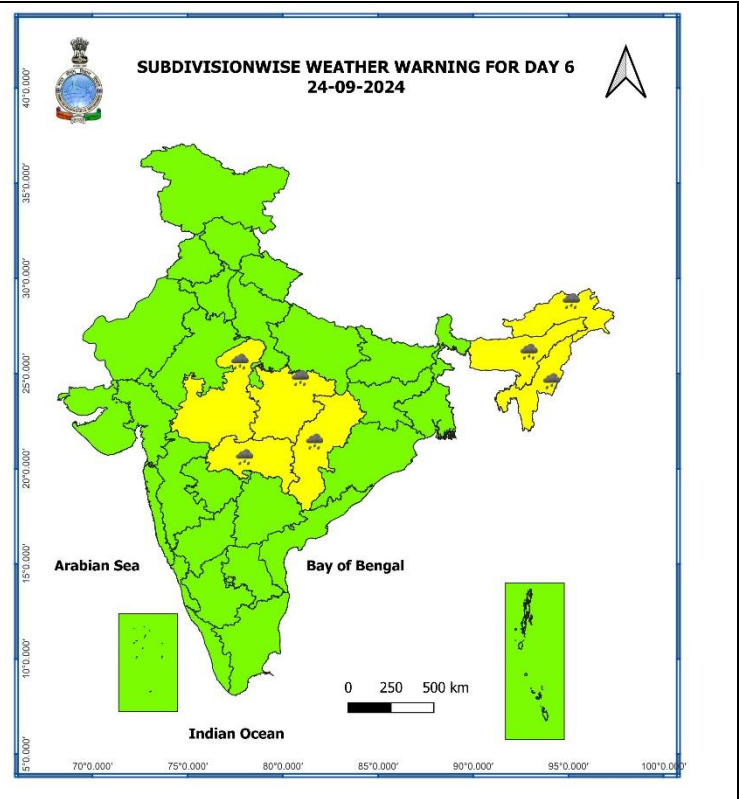 SUBDIVISIONWISE WEATHER WARNING FOR DAY 6
24-09-2024
40°0.000'
35°0.000'
30°0.000'
25°0.000'
20°0.000'
15°0.000'
10°0.000'
5°0.000'
Arabian Sea
Bay of Bengal
0 250 500 km
Indian Ocean
70°0.000' 75°0.000' 80°0.000' 85°0.000' 90°0.000' 95°0.000' 100°0.000'